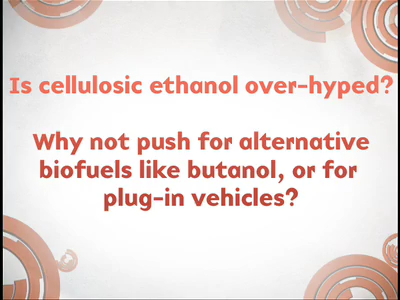 Is cellulosic ethanol over-hyped?
Why not push for alternative
biofuels like butanol, or for
plug-in vehicles?